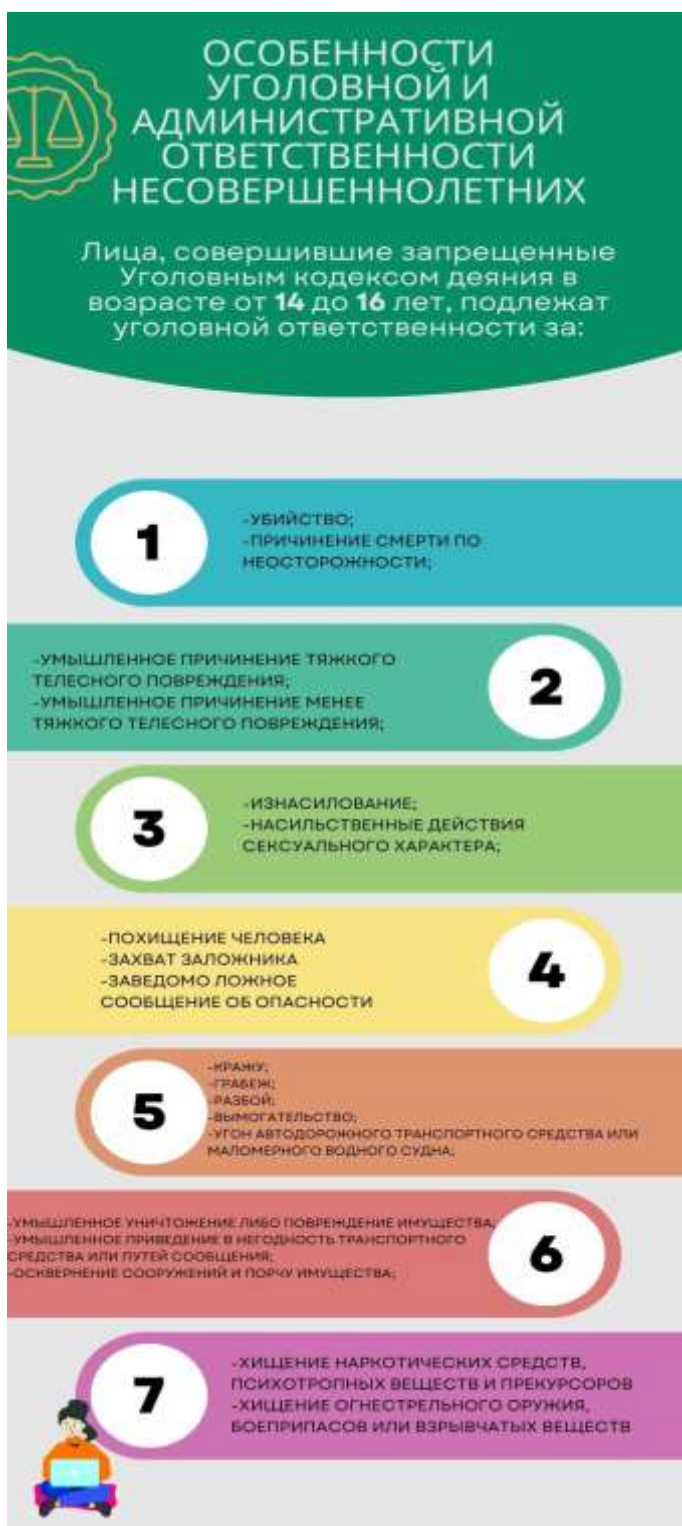 ОСОБЕННОСТИ
УГОЛОВНОЙ И
АДМИНИСТРАТИВНОЙ
ОТВЕТСТВЕННОСТИ
НЕСОВЕРШЕННОЛЕТНИХ
Лица, совершившие запрещенные
Уголовным кодексом деяния в
возрасте от 14 до 16 лет, подлежат
уголовной ответственности за:
1
-УБИЙСТВО;
-ПРИЧИНЕНИЕ СМЕРТИ ПО
НЕОСТОРОЖНОСТИ;
-УМЫШЛЕННОЕ ПРИЧИНЕНИЕ ТЯЖКОГО
ТЕЛЕСНОГО ПОВРЕЖДЕНИЯ;
-УМЫШЛЕННОЕ ПРИЧИНЕНИЕ МЕНЕЕ
ТЯЖКОГО ТЕЛЕСНОГО ПОВРЕЖДЕНИЯ;
2
3
-ИЗНАСИЛОВАНИЕ;
-НАСИЛЬСТВЕННЫЕ ДЕЙСТВИЯ
СЕКСУАЛЬНОГО ХАРАКТЕРА;
-ПОХИЩЕНИЕ ЧЕЛОВЕКА
-ЗАХВАТ ЗАЛОЖНИКА
-ЗАВЕДОМО ЛОЖНОЕ
СООБЩЕНИЕ ОБ ОПАСНОСТИ
4
5
-КРАЖУ;
-ГРАБЕЖ;
-РАЗБОЙ;
-ВЫМОГАТЕЛЬСТВО;
-УГОН АВТОДОРОЖНОГО ТРАНСПОРТНОГО СРЕДСТВА ИЛИ
МАЛОМЕРНОГО ВОДНОГО СУДНА;
-УМЫШЛЕННОЕ УНИЧТОЖЕНИЕ ЛИБО ПОВРЕЖДЕНИЕ ИМУЩЕСТВА;
-УМЫШЛЕННОЕ ПРИВЕДЕНИЕ В НЕГОДНОСТЬ ТРАНСПОРТНОГО
СРЕДСТВА ИЛИ ПУТЕЙ СООБЩЕНИЯ;
-ОСКВЕРНЕНИЕ СООРУЖЕНИЙ И ПОРЧУ ИМУЩЕСТВА;
6
7
-ХИЩЕНИЕ НАРКОТИЧЕСКИХ СРЕДСТВ,
ПСИХОТРОПНЫХ ВЕЩЕСТВ И ПРЕКУРСОРОВ
-ХИЩЕНИЕ ОГНЕСТРЕЛЬНОГО ОРУЖИЯ,
БОЕПРИПАСОВ ИЛИ ВЗРЫВЧАТЫХ ВЕЩЕСТВ